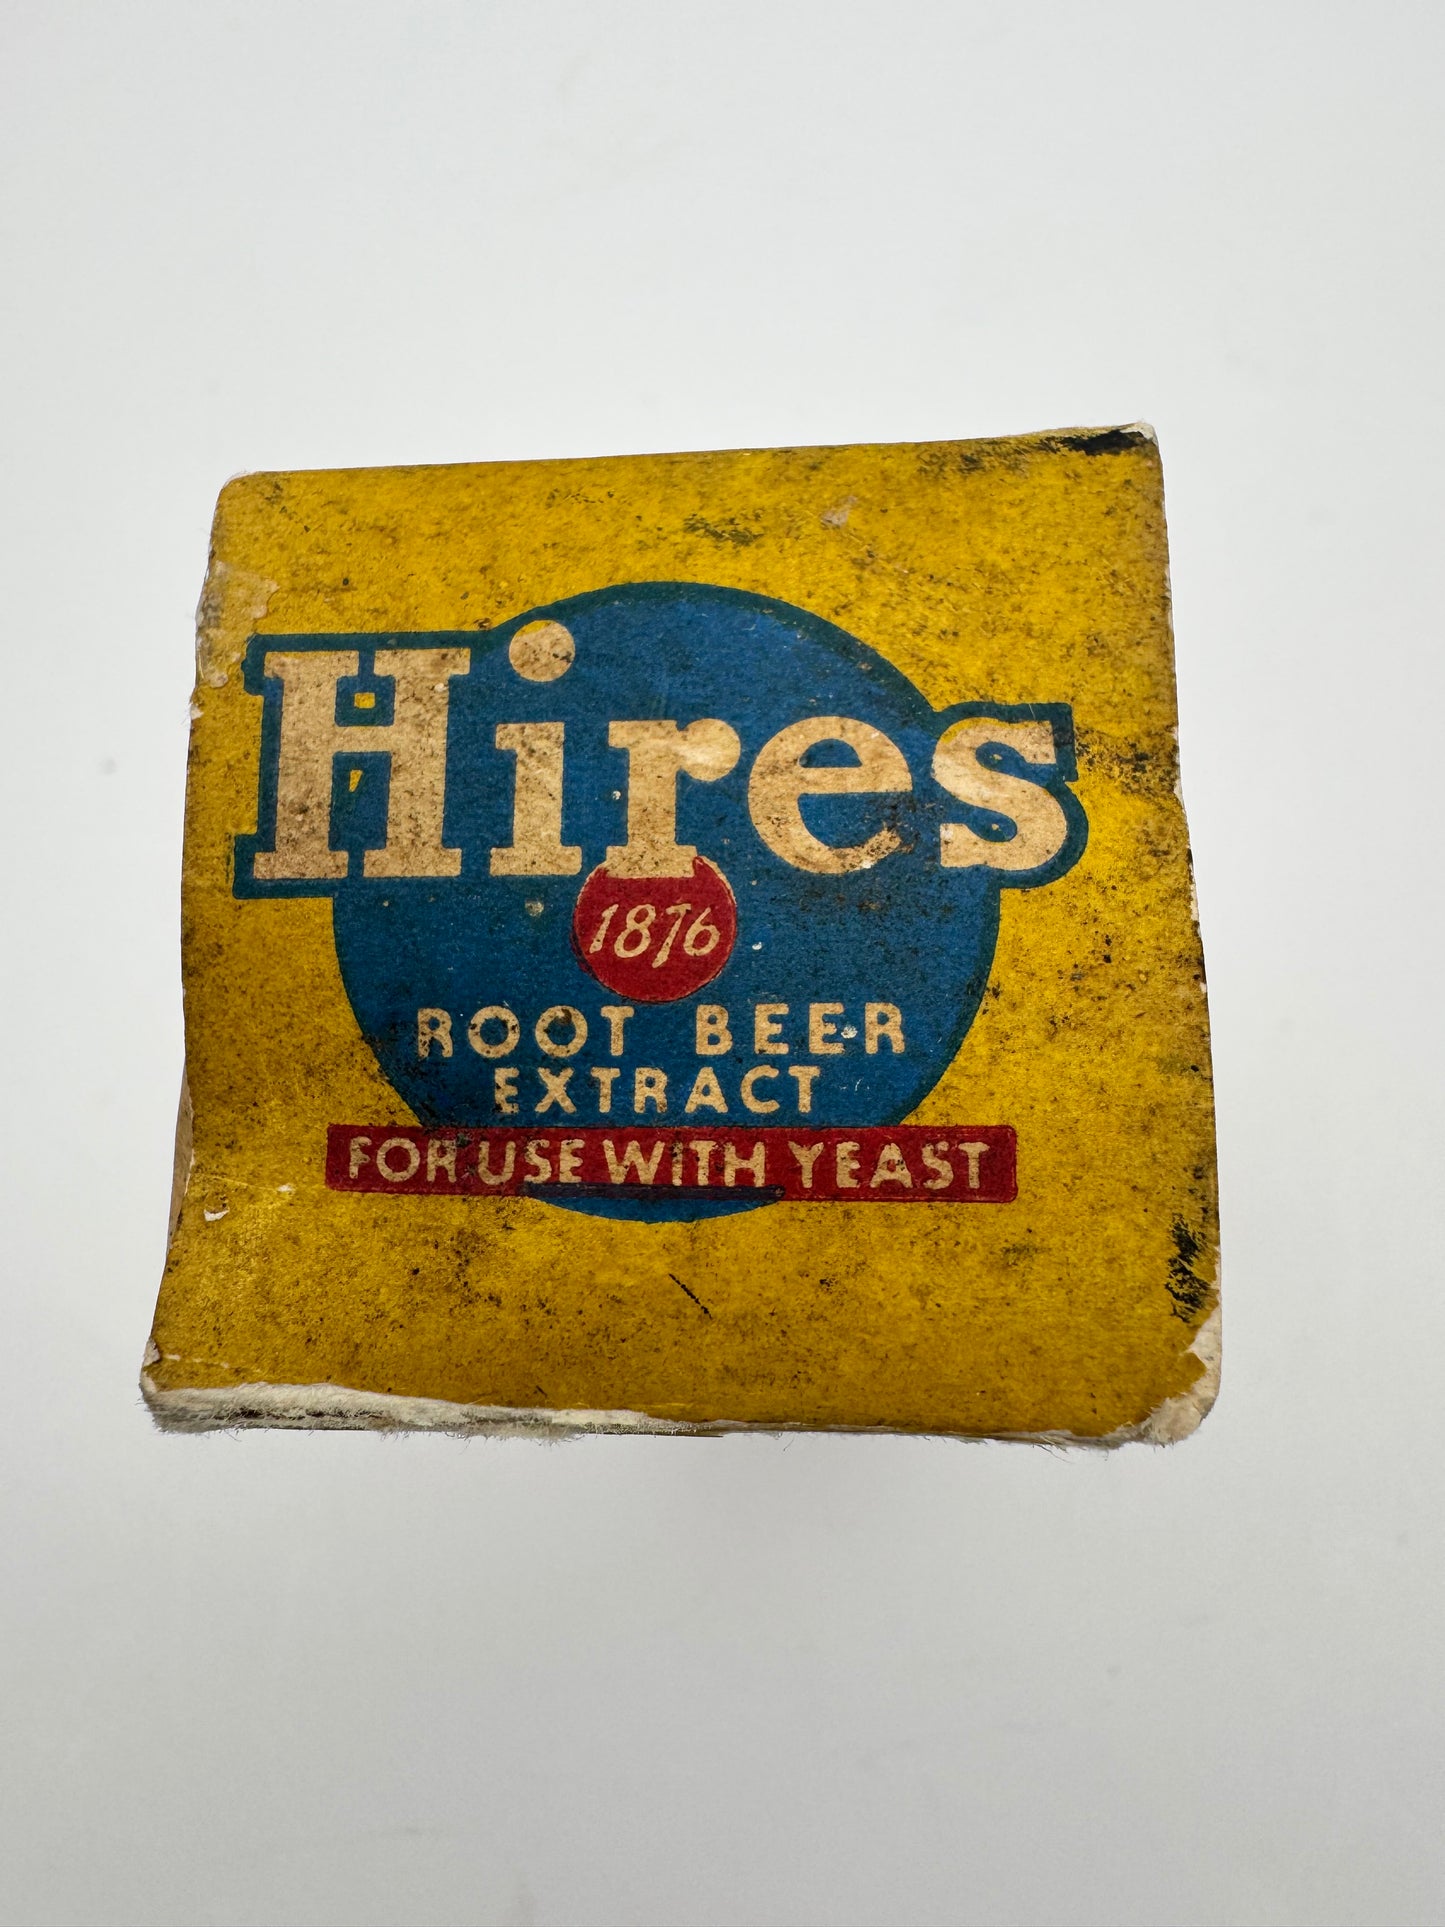 Hires
1876
ROOT BEER
EXTRACT
FOR USE WITH YEAST